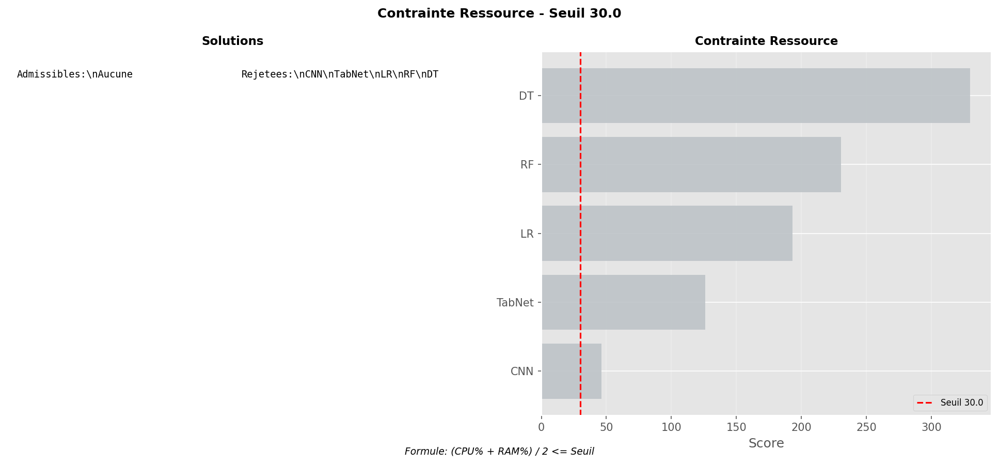 Contrainte Ressource - Seuil 30.0
Solutions
Admissibles:\nAucune
Rejetees:\nCNN\nTabNet\nLR\nRF\nDT
Contrainte Ressource
DT
RF
LR
TabNet
CNN
Seuil 30.0
0 50 100 150 200 250 300
Score
Formule: (CPU% + RAM%) / 2 <= Seuil